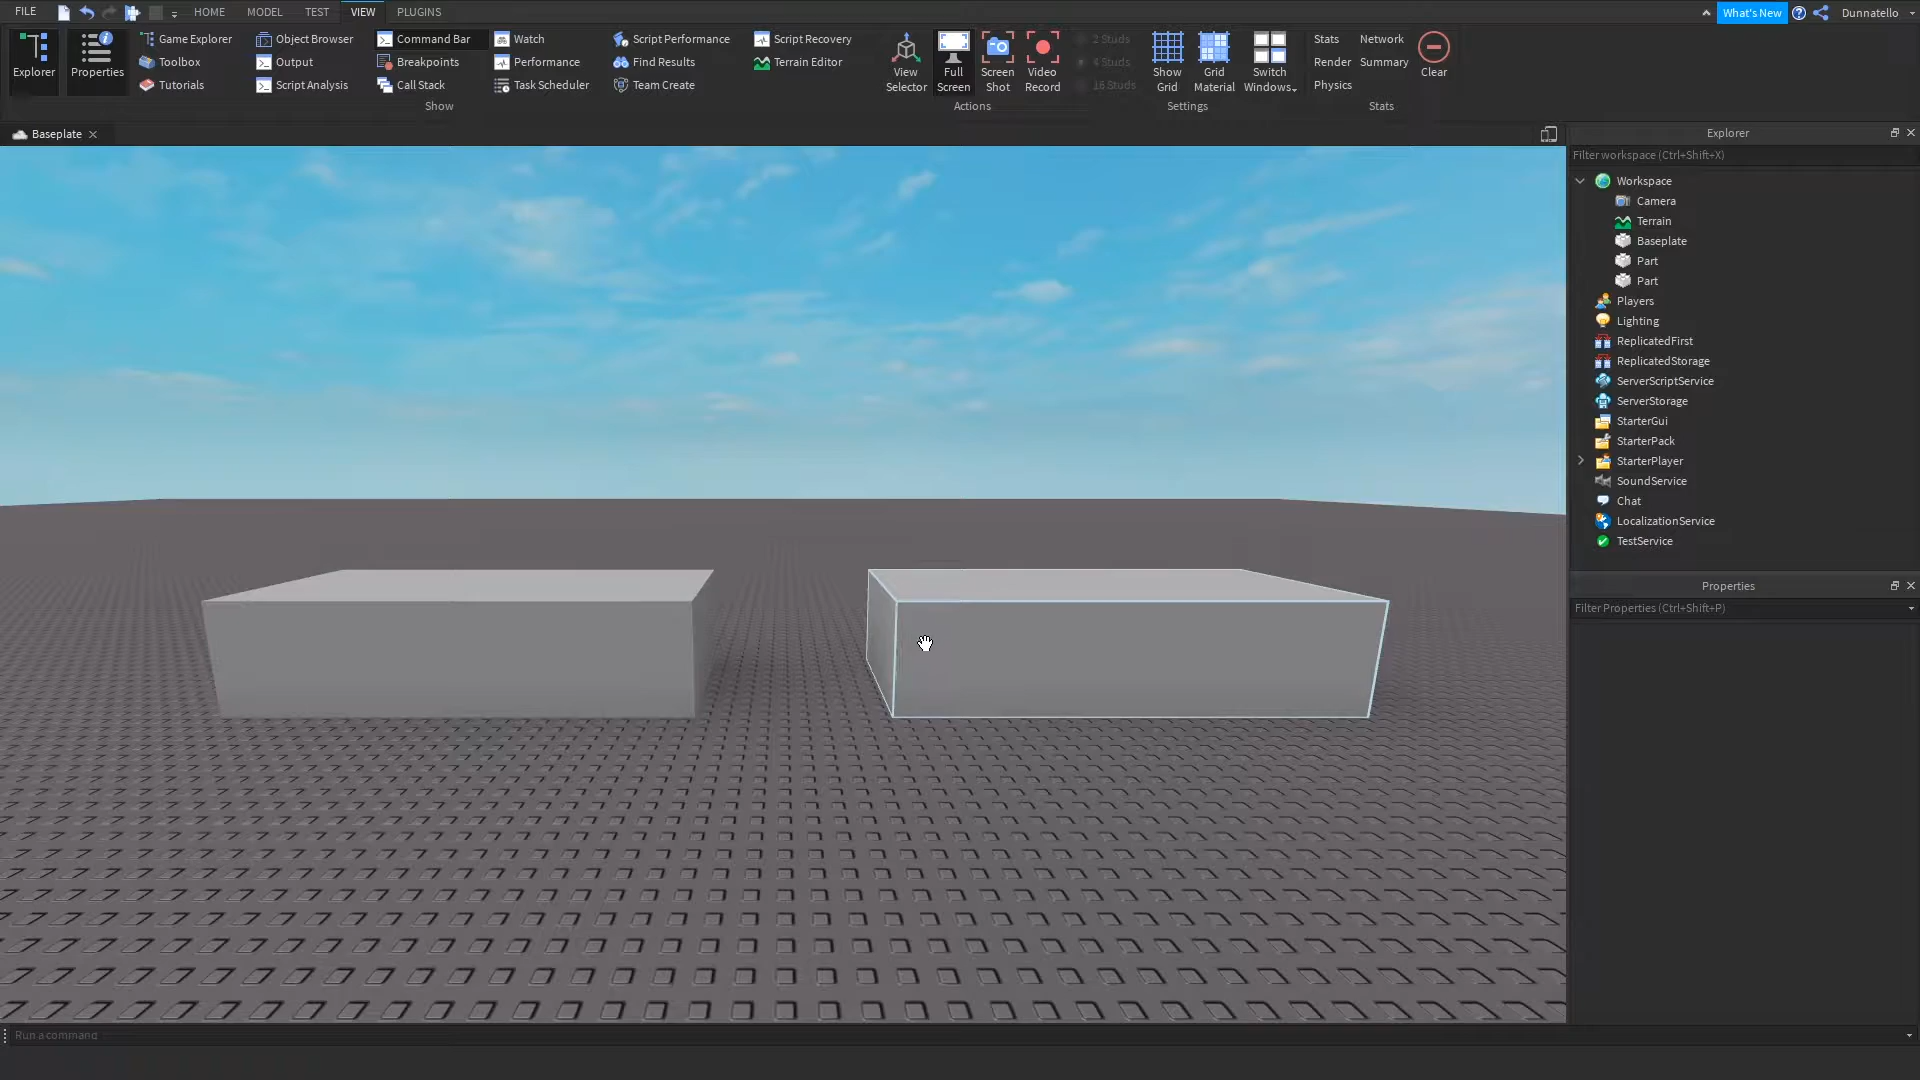 FILE HOME MODEL TEST VIEW PLUGINS What's New Dunnatello
Game Explorer Object Browser Command Bar Watch Script Performance Script Recovery 2 Studs Stats Network
Toolbox Output Breakpoints Performance Find Results Terrain Editor 4 Studs Render Summary
Explorer Properties View Selector Full Screen Screen Shot Video Record Show Grid Grid Material Switch Windows Clear
Tutorials Script Analysis Call Stack Task Scheduler Team Create 16 Studs Physics
Show Actions Settings Stats
Baseplate
Explorer
Filter workspace (Ctrl+Shift+X)
Workspace
Camera
Terrain
Baseplate
Part
Part
Players
Lighting
ReplicatedFirst
ReplicatedStorage
ServerScriptService
ServerStorage
StarterGui
StarterPack
StarterPlayer
SoundService
Chat
LocalizationService
TestService
Properties
Filter Properties (Ctrl+Shift+P)
Run a command